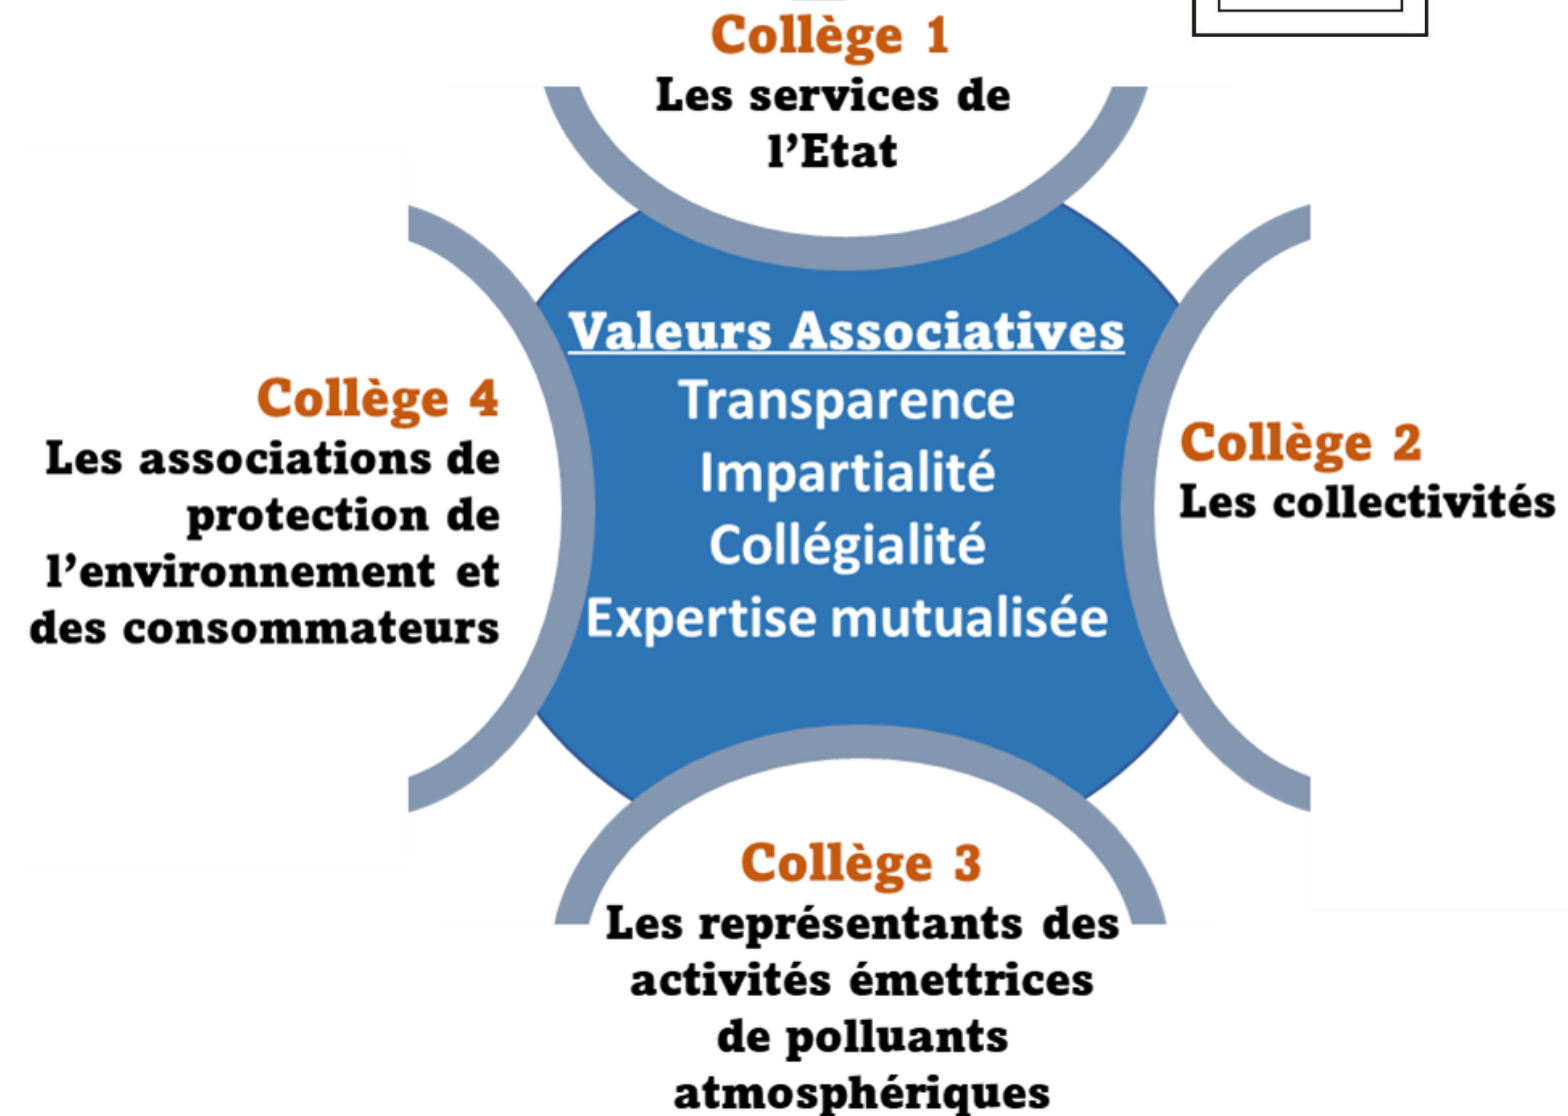 Collège 1
Les services de
l’Etat
Valeurs Associatives
Transparence
Impartialité
Collégialité
Expertise mutualisée
Collège 4
Les associations de
protection de
l’environnement et
des consommateurs
Collège 2
Les collectivités
Collège 3
Les représentants des
activités émettrices
de polluants
atmosphériques